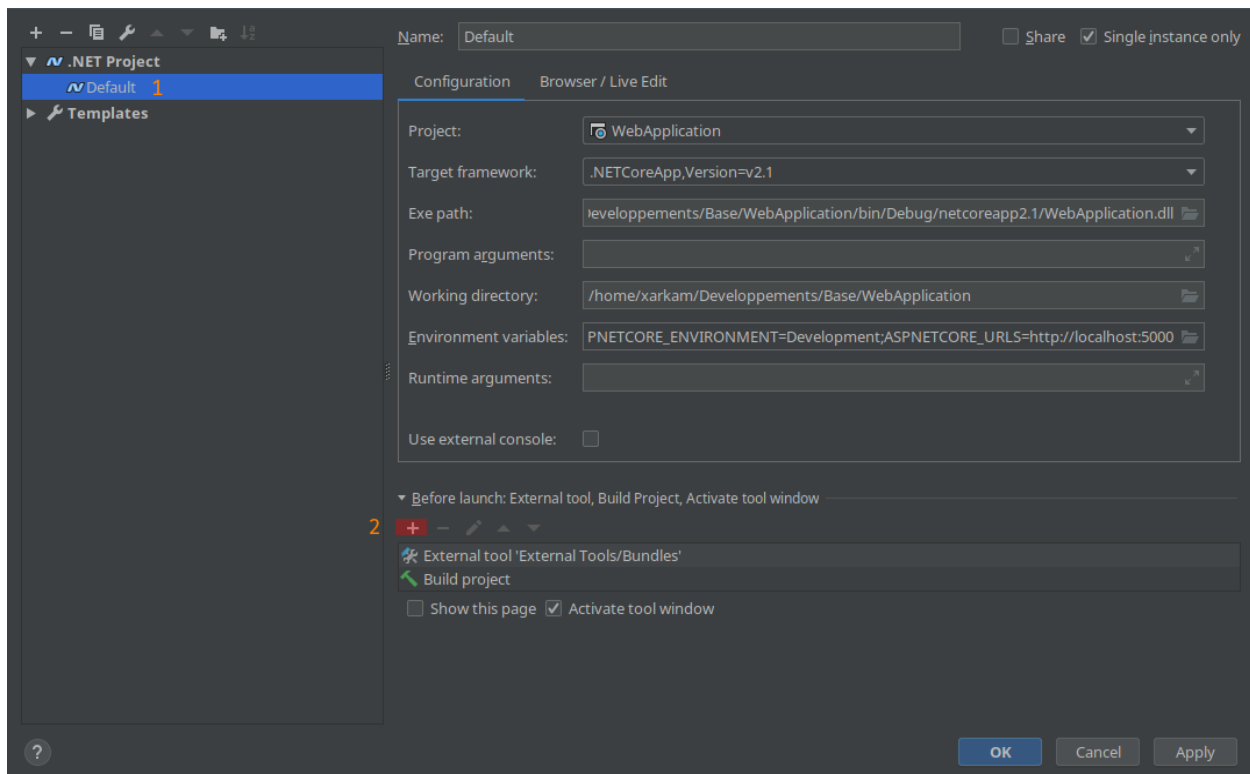 Name: Default Share Single instance only
.NET Project
Default 1
Templates
Configuration Browser / Live Edit
Project: WebApplication
Target framework: .NETCoreApp,Version=v2.1
Exe path: eveloppements/Base/WebApplication/bin/Debug/netcoreapp2.1/WebApplication.dll
Program arguments:
Working directory: /home/xarkam/Developpements/Base/WebApplication
Environment variables: PNETCORE_ENVIRONMENT=Development;ASPNETCORE_URLS=http://localhost:5000
Runtime arguments:
Use external console:
Before launch: External tool, Build Project, Activate tool window
2
External tool 'External Tools/Bundles'
Build project
Show this page Activate tool window
? OK Cancel Apply